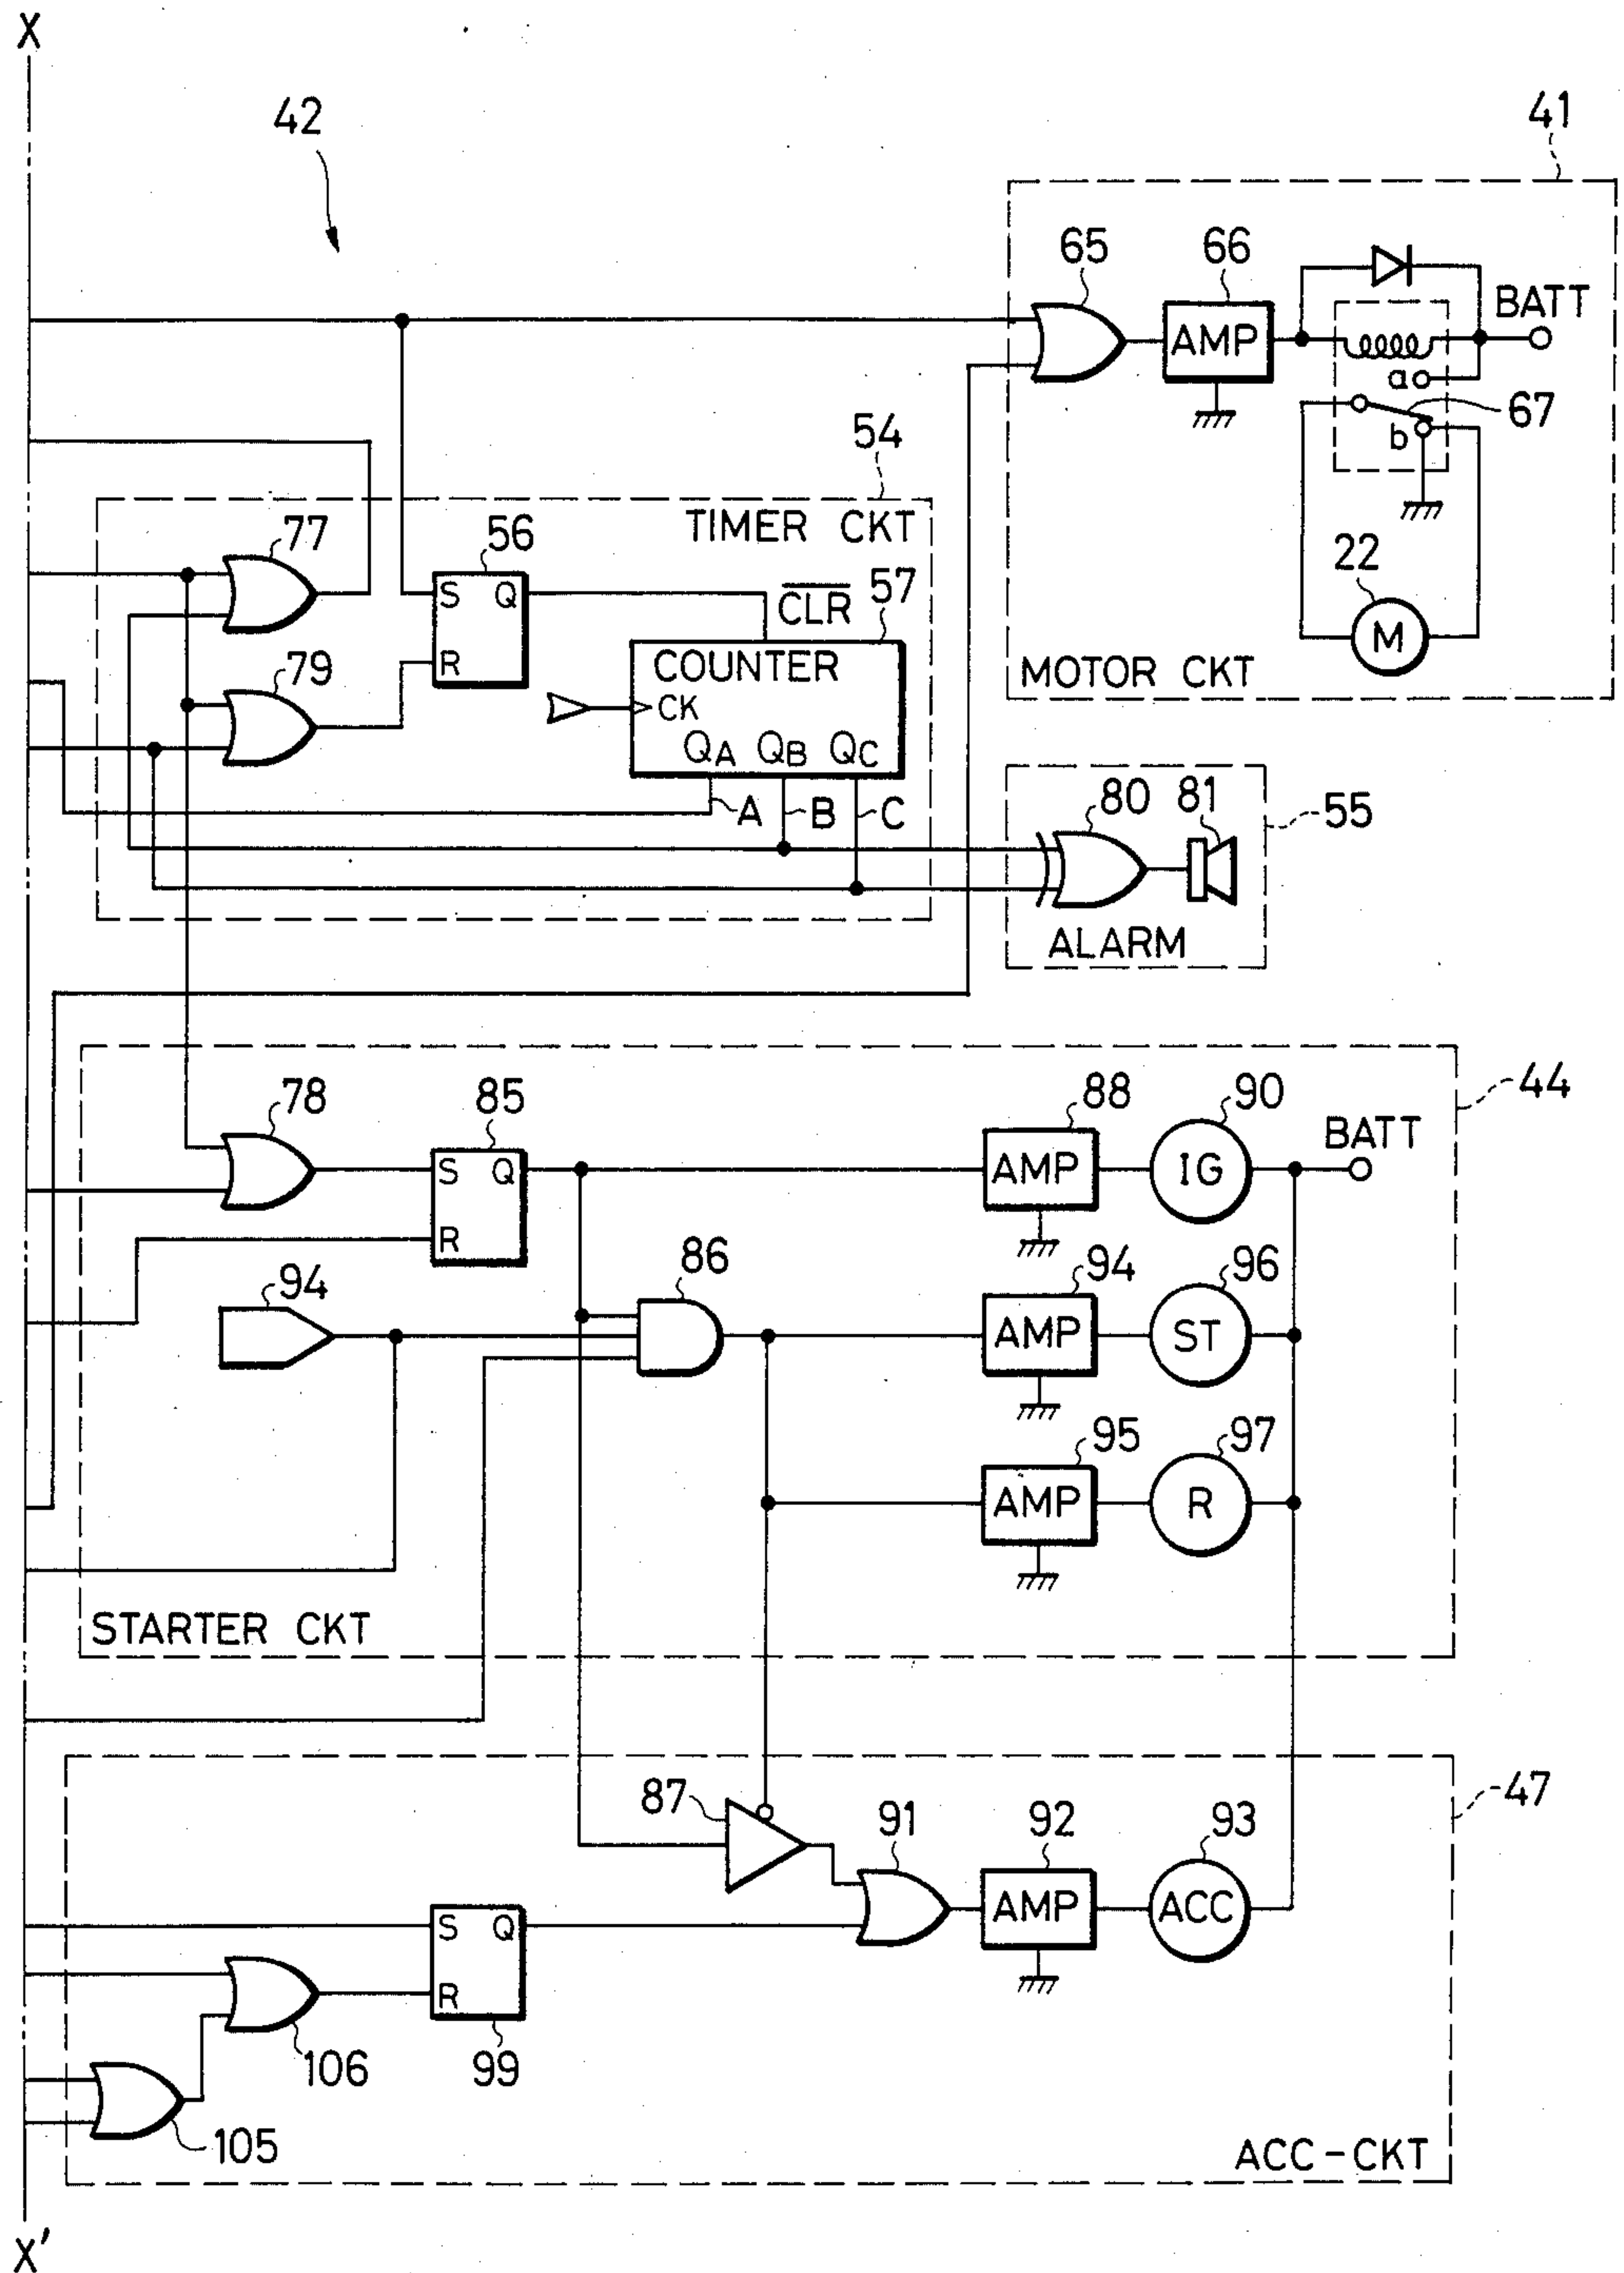 X
42
41
65
66
AMP
BATT
a
67
b
22
M
MOTOR CKT
54
TIMER CKT
77
56
S Q
R
79
CLR
57
COUNTER
CK
QA QB QC
A
B
C
80
81
55
ALARM
44
78
85
S Q
R
88
AMP
90
IG
BATT
94
86
94
AMP
96
ST
95
AMP
97
R
STARTER CKT
47
87
91
92
AMP
93
ACC
S Q
R
106
99
105
ACC-CKT
X'